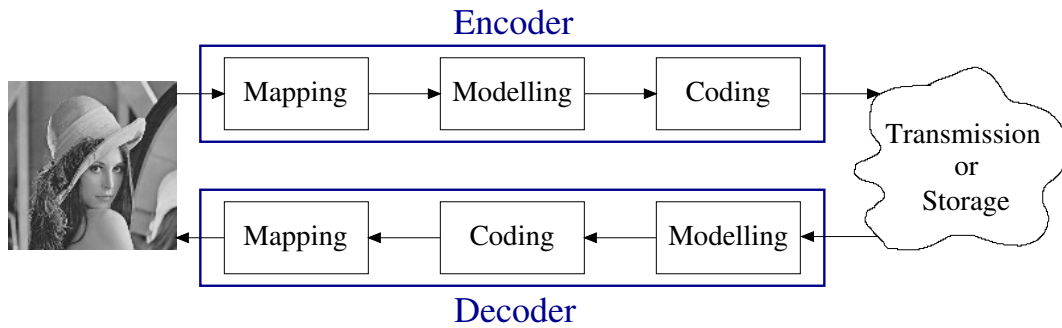 Encoder
Mapping
Modelling
Coding
Transmission
or
Storage
Mapping
Coding
Modelling
Decoder